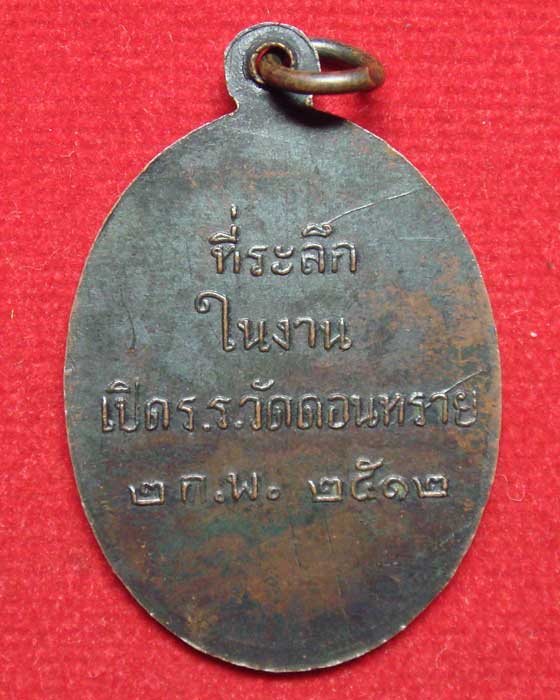 ที่ระลึก
ในงาน
เปิดร.ร.วัดดอนทราย
๒ ก.พ. ๒๕๑๒